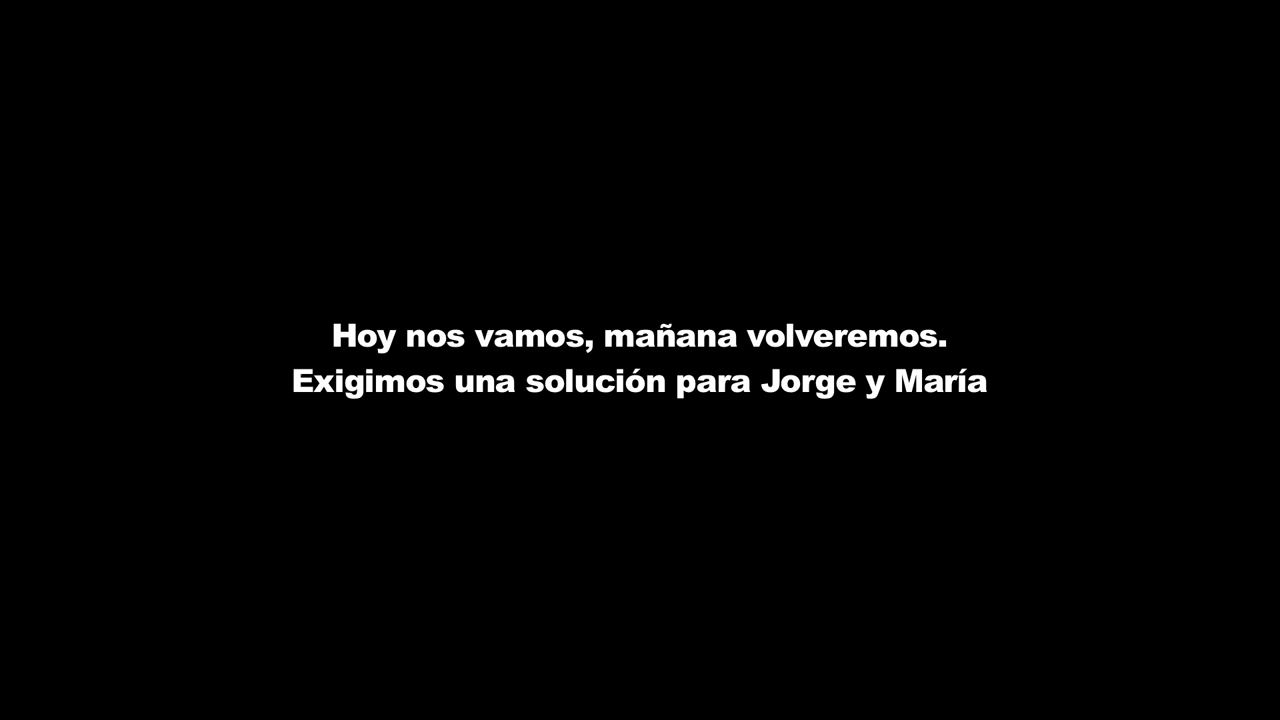 Hoy nos vamos, mañana volveremos.
Exigimos una solución para Jorge y María